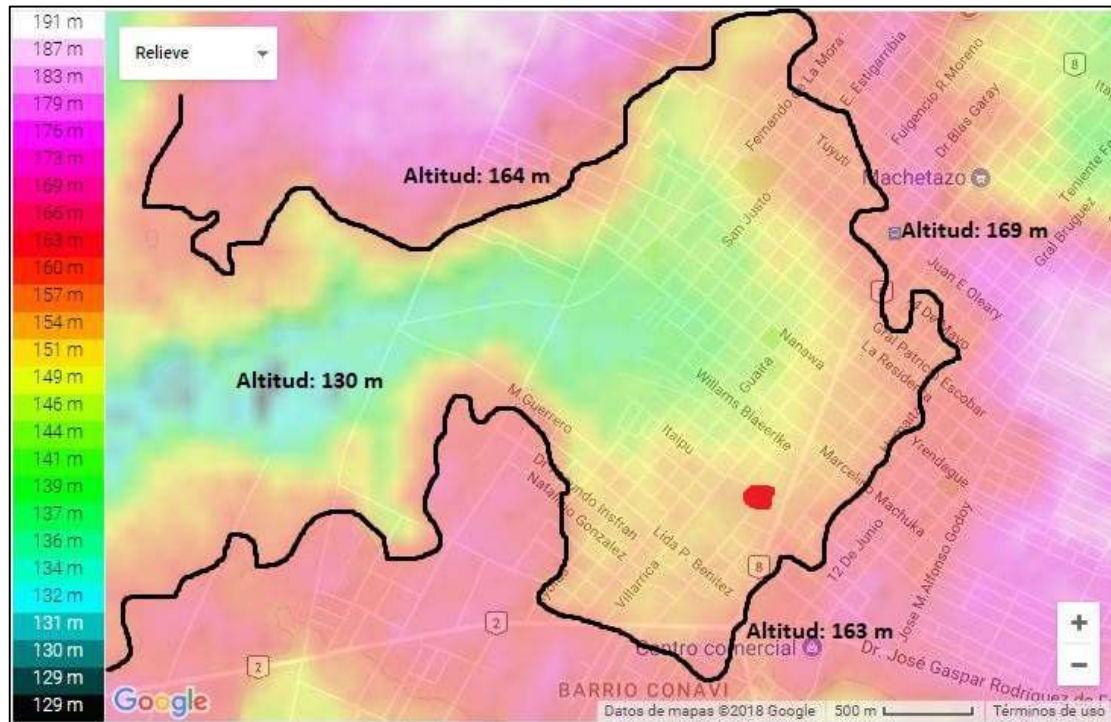 191 m
187 m
183 m
179 m
176 m
173 m
169 m
166 m
163 m
160 m
157 m
154 m
151 m
149 m
146 m
144 m
141 m
139 m
137 m
136 m
134 m
132 m
131 m
130 m
129 m
129 m
Relieve
Fernando de La Mora
E. Estigarribia
Fulgencio R Moreno
Dr Blas Garay
8
Tuyuti
Machetazo
Altitud: 164 m
San Justo
Altitud: 169 m
Gral Bruguez
Juan E Oleary
Gral Patricio Escobar
La Residenta
Nanawa
Guaita
Altitud: 130 m
Willams Blaeerlke
M. Guerrero
Itaipu
Yrendague
Marcelino Machuka
Insfran
Natalicio Gonzalez
Lida P. Benitez
Villarrica
12 De Junio
Jose M Alfonso Godoy
8
2
2
Altitud: 163 m
Centro comercial
Dr. José Gaspar Rodríguez de
BARRIO CONAVI
+
−
Google
Datos de mapas ©2018 Google
500 m
Términos de uso